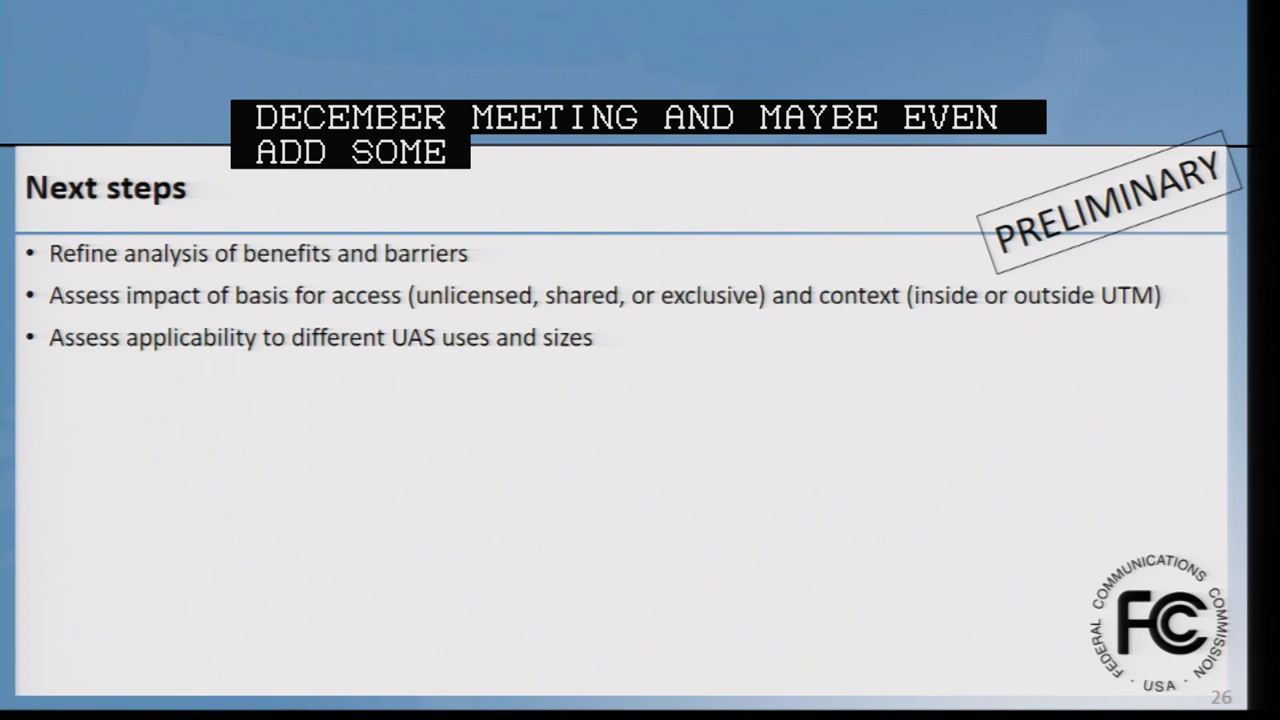 DECEMBER MEETING AND MAYBE EVEN
ADD SOME
Next steps
PRELIMINARY
• Refine analysis of benefits and barriers
• Assess impact of basis for access (unlicensed, shared, or exclusive) and context (inside or outside UTM)
• Assess applicability to different UAS uses and sizes
FEDERAL COMMUNICATIONS COMMISSION
FCC
· USA ·
26